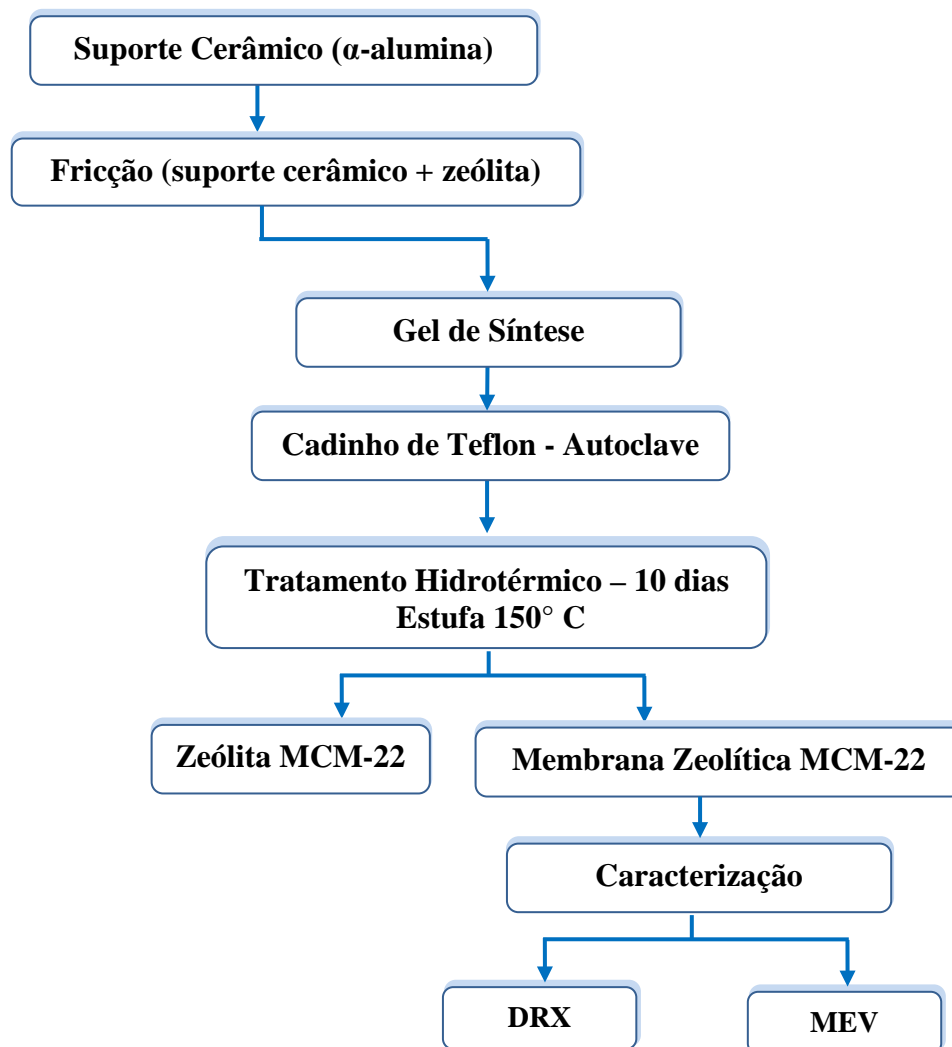 Suporte Cerâmico (α-alumina)
Fricção (suporte cerâmico + zeólita)
Gel de Síntese
Cadinho de Teflon - Autoclave
Tratamento Hidrotérmico – 10 dias
Estufa 150° C
Zeólita MCM-22
Membrana Zeolítica MCM-22
Caracterização
DRX
MEV